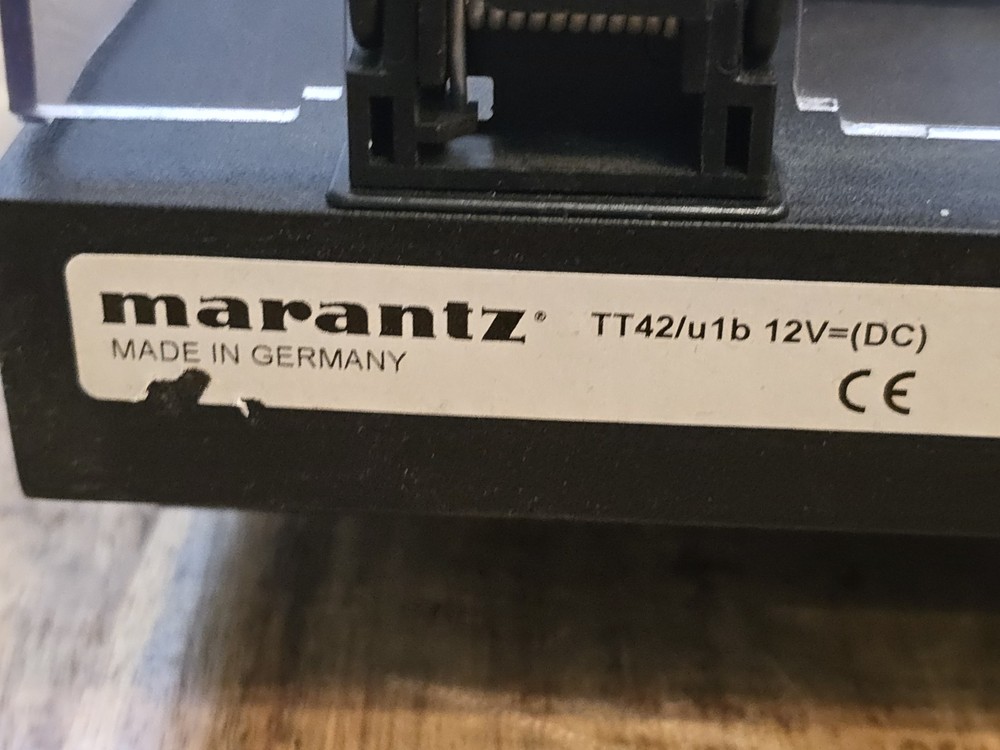 marantz® TT42/u1b 12V=(DC)
MADE IN GERMANY
CE